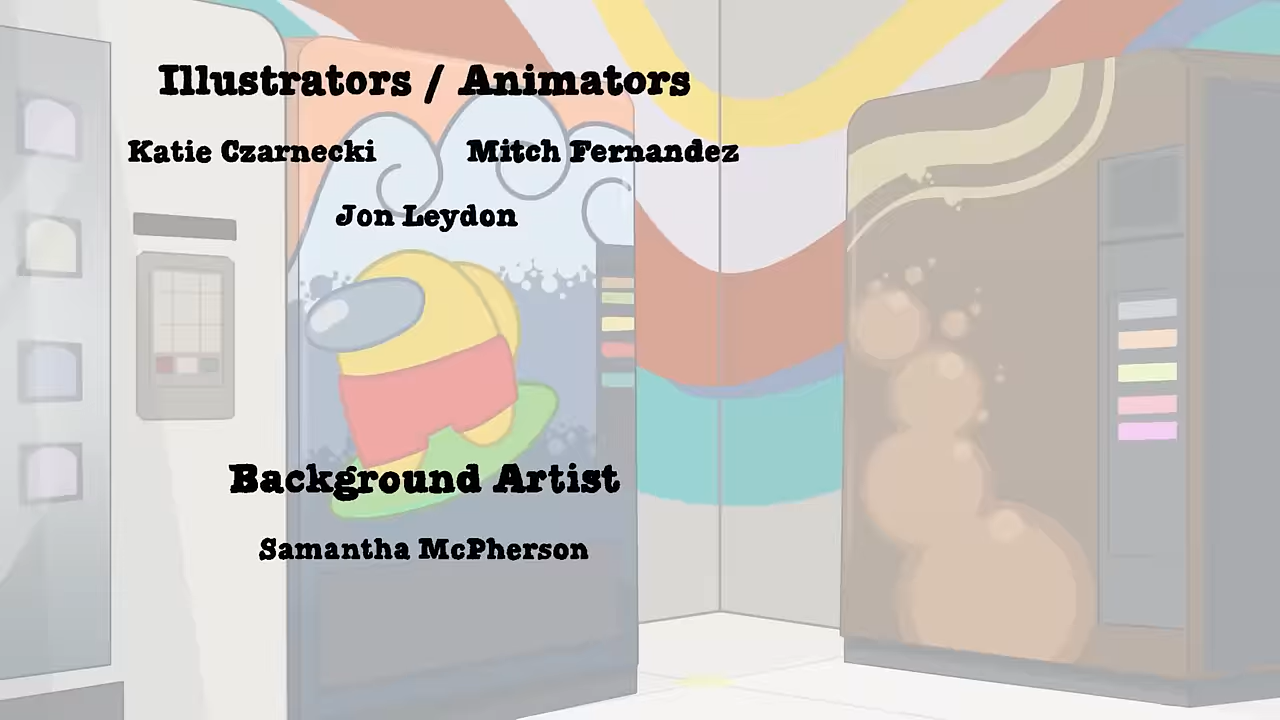 Illustrators / Animators
Katie Czarnecki Mitch Fernandez
Jon Leydon
Background Artist
Samantha McPherson